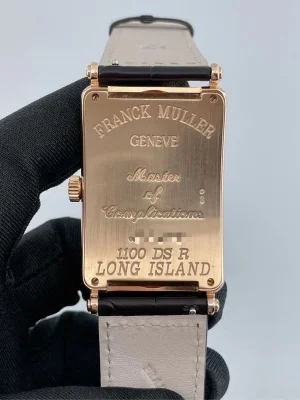 FRANCK MULLER
GENEVE
Master
of
Complications
1100 DS R
LONG ISLAND